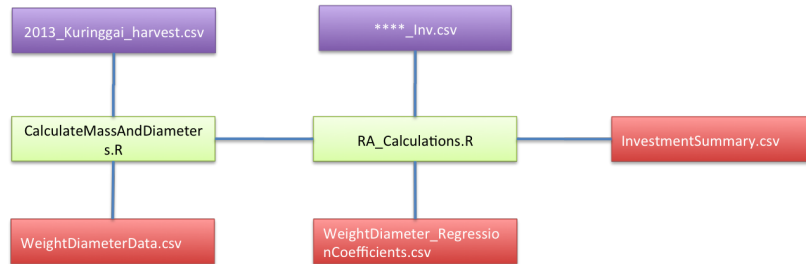 2013_Kuringgai_harvest.csv
****_Inv.csv
CalculateMassAndDiameter
s.R
RA_Calculations.R
InvestmentSummary.csv
WeightDiameterData.csv
WeightDiameter_Regressio
nCoefficients.csv